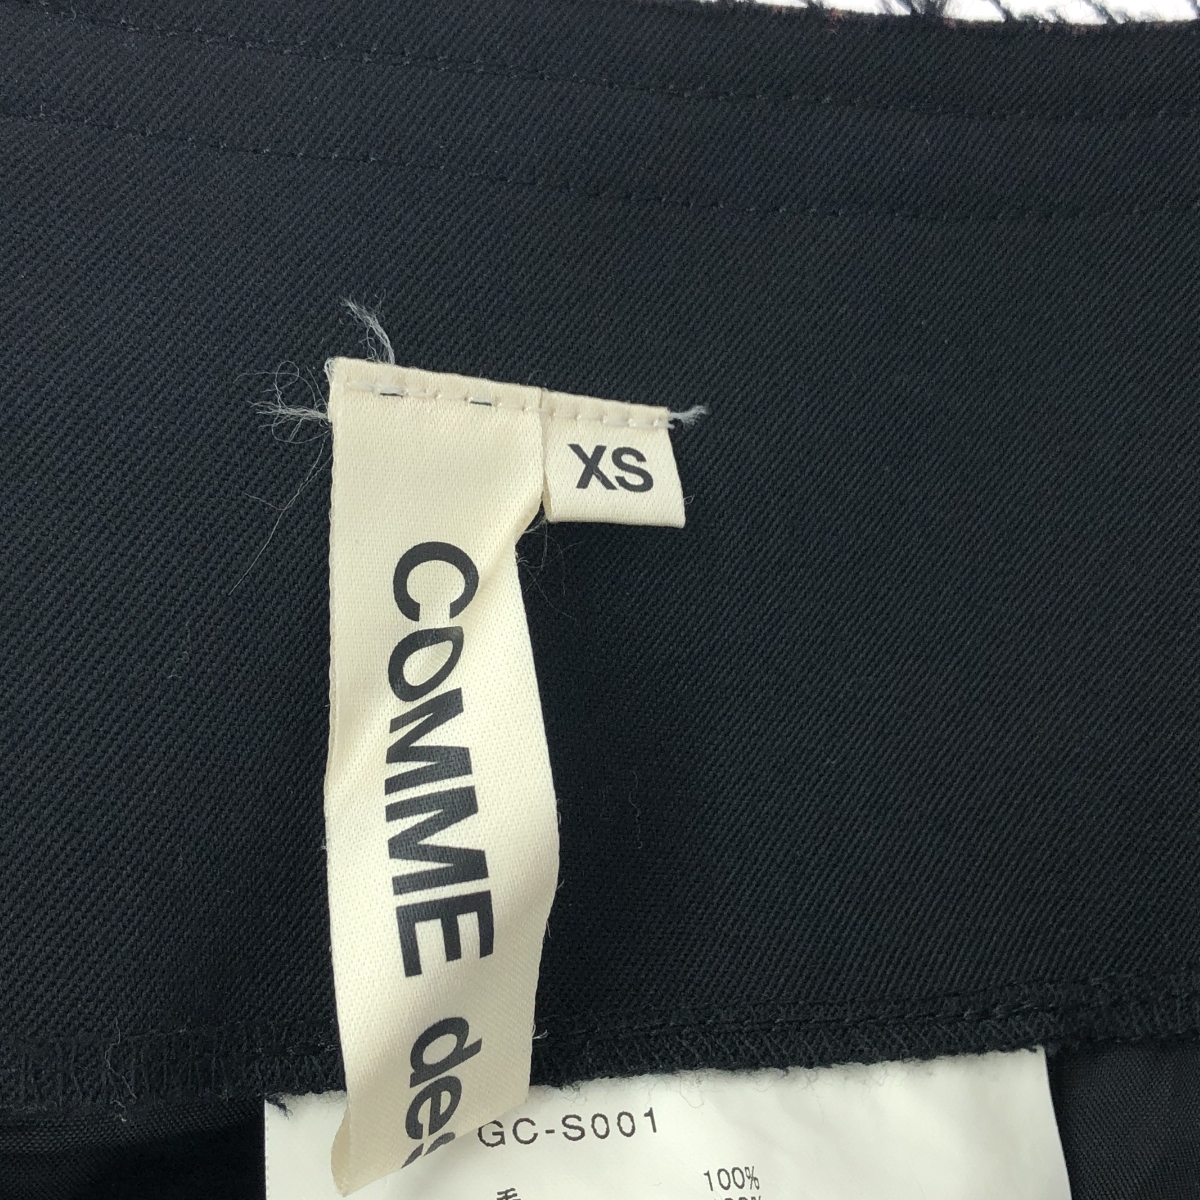 XS
COMME des
GC-S001
毛 100%